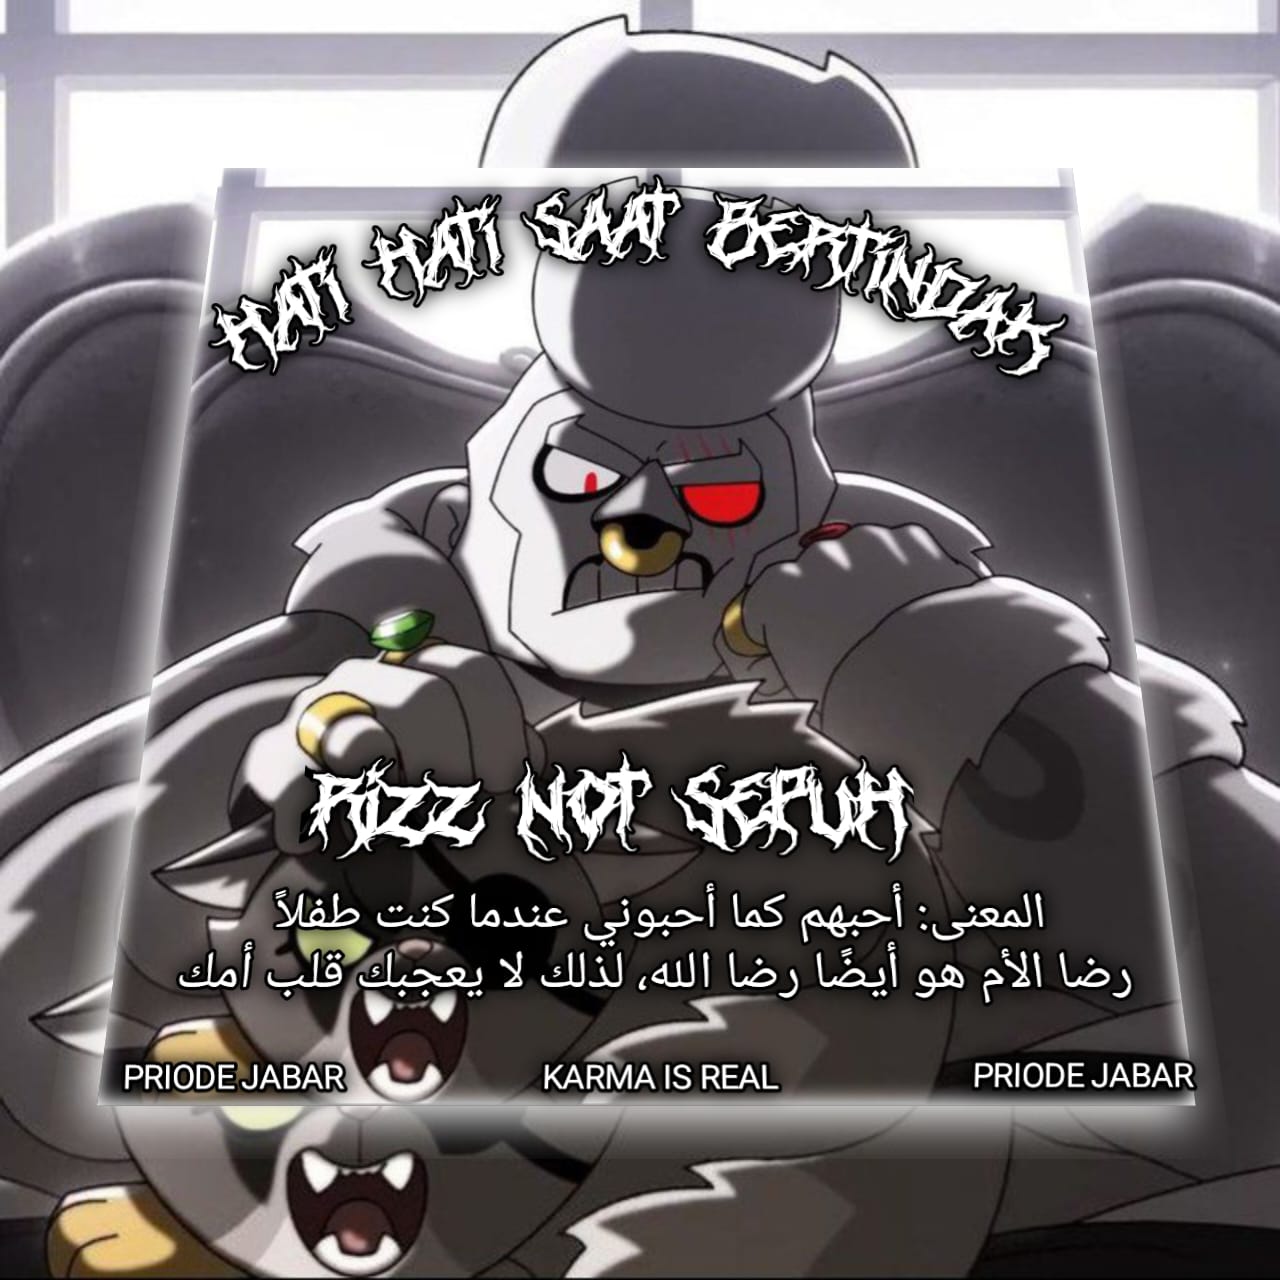 HATI HATI SAAT BERTINDAK
RIZZ NOT SEPUH
المعنى: أحبهم كما أحبوني عندما كنت طفلاً
رضا الأم هو أيضًا رضا الله، لذلك لا يعجبك قلب أمك
PRIODE JABAR KARMA IS REAL PRIODE JABAR